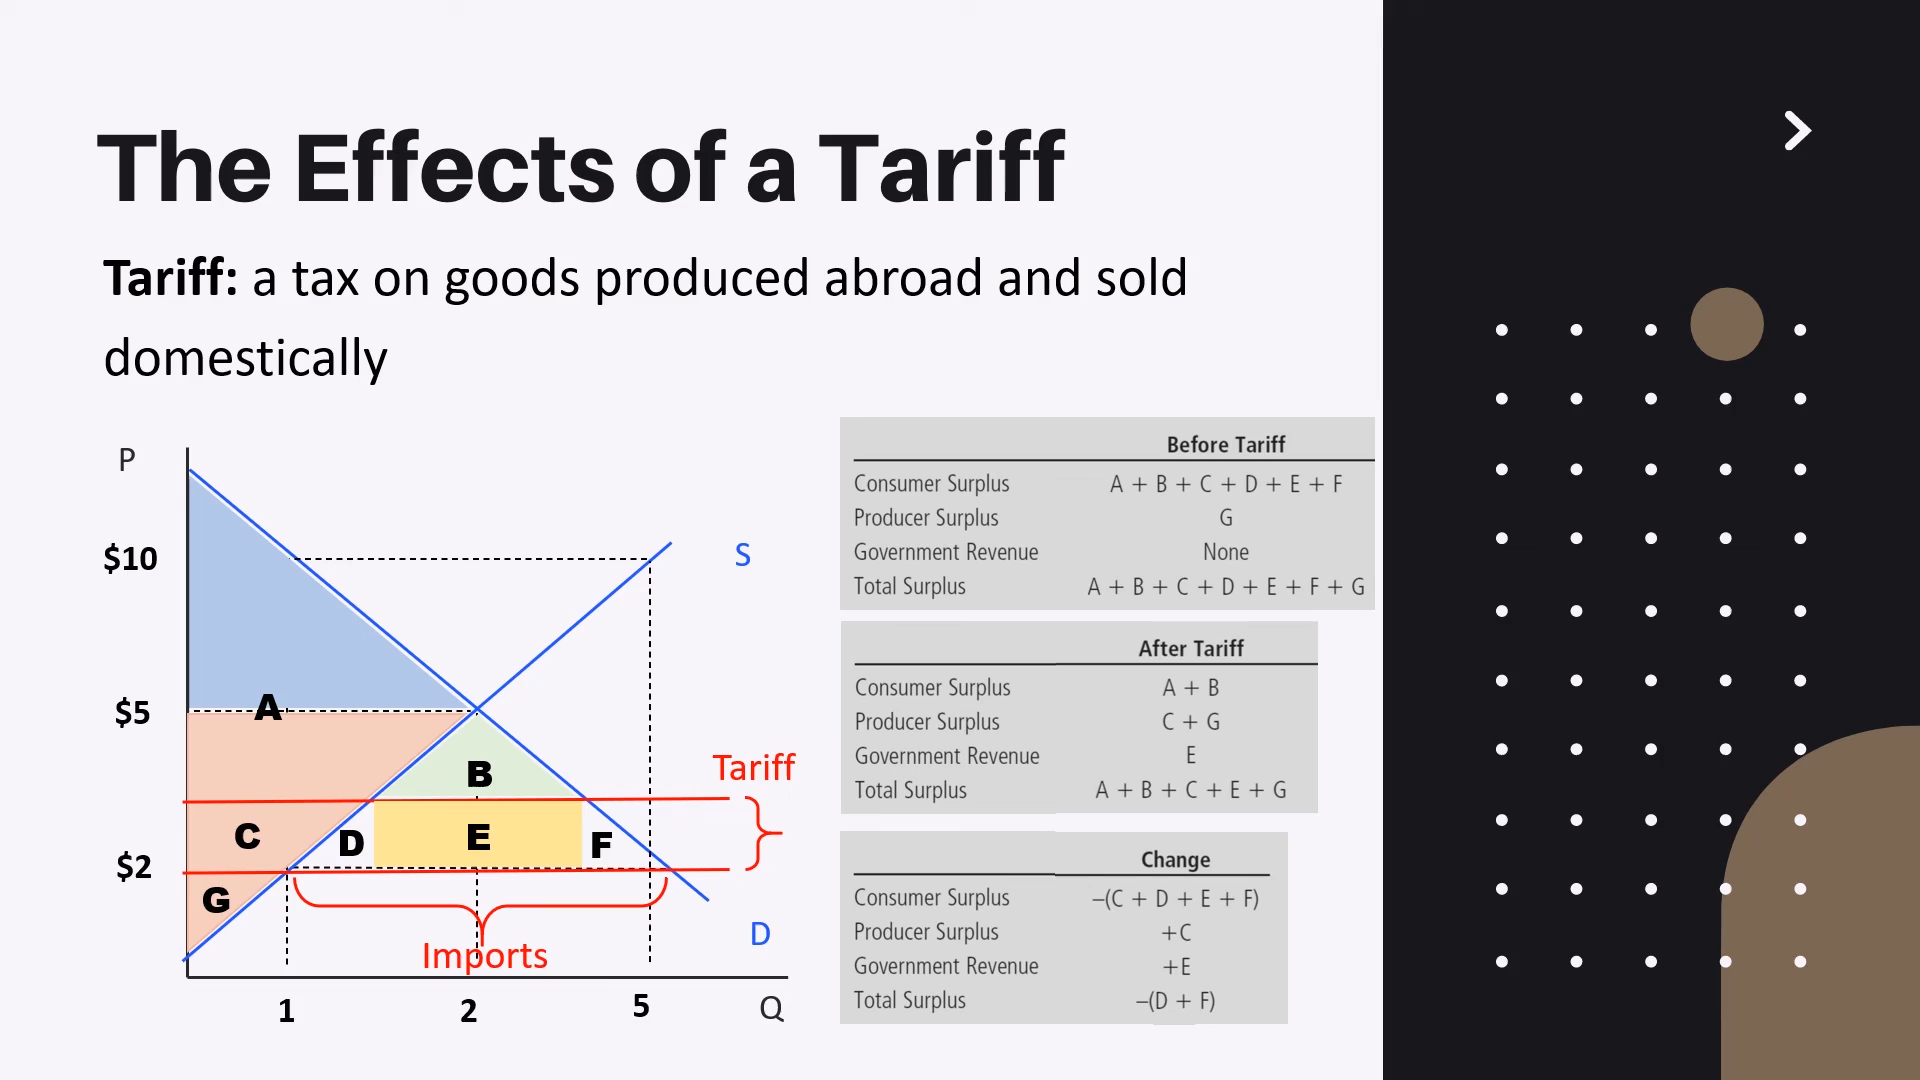 The Effects of a Tariff
Tariff: a tax on goods produced abroad and sold
domestically
P
$10
$5
$2
A
B
C
D
E
F
G
S
D
Tariff
Imports
1
2
5
Q
Before Tariff
Consumer Surplus A + B + C + D + E + F
Producer Surplus G
Government Revenue None
Total Surplus A + B + C + D + E + F + G
After Tariff
Consumer Surplus A + B
Producer Surplus C + G
Government Revenue E
Total Surplus A + B + C + E + G
Change
Consumer Surplus –(C + D + E + F)
Producer Surplus +C
Government Revenue +E
Total Surplus –(D + F)